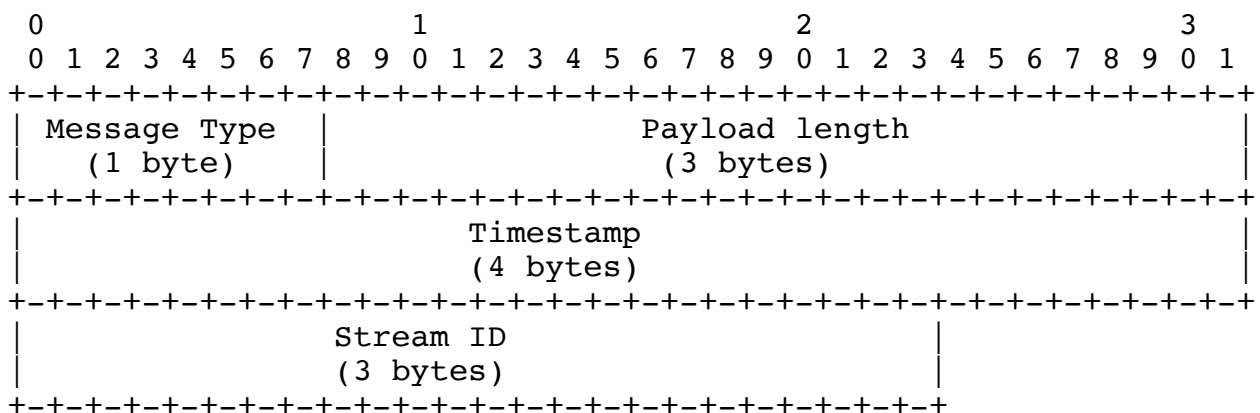 0                   1                   2                   3
 0 1 2 3 4 5 6 7 8 9 0 1 2 3 4 5 6 7 8 9 0 1 2 3 4 5 6 7 8 9 0 1
+-+-+-+-+-+-+-+-+-+-+-+-+-+-+-+-+-+-+-+-+-+-+-+-+-+-+-+-+-+-+-+-+
| Message Type  |                Payload length                 |
|   (1 byte)    |                 (3 bytes)                     |
+-+-+-+-+-+-+-+-+-+-+-+-+-+-+-+-+-+-+-+-+-+-+-+-+-+-+-+-+-+-+-+-+
|                       Timestamp                               |
|                       (4 bytes)                               |
+-+-+-+-+-+-+-+-+-+-+-+-+-+-+-+-+-+-+-+-+-+-+-+-+-+-+-+-+-+-+-+-+
|                Stream ID                      |
|                (3 bytes)                      |
+-+-+-+-+-+-+-+-+-+-+-+-+-+-+-+-+-+-+-+-+-+-+-+-+